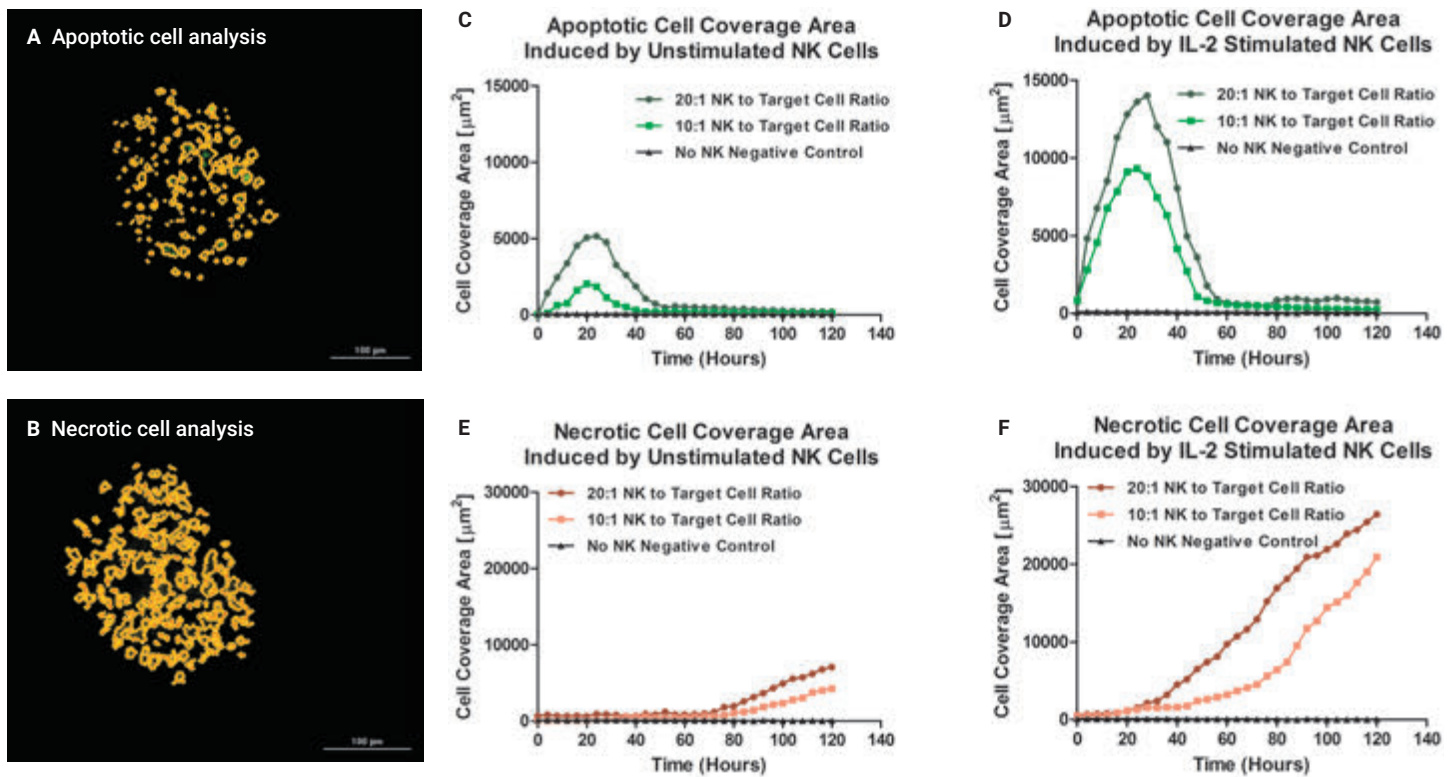 A Apoptotic cell analysis
100 µm
B Necrotic cell analysis
100 µm
C
Apoptotic Cell Coverage Area
Induced by Unstimulated NK Cells
Cell Coverage Area [µm²]
15000
10000
5000
0
20:1 NK to Target Cell Ratio
10:1 NK to Target Cell Ratio
No NK Negative Control
0 20 40 60 80 100 120 140
Time (Hours)
D
Apoptotic Cell Coverage Area
Induced by IL-2 Stimulated NK Cells
Cell Coverage Area [µm²]
15000
10000
5000
0
20:1 NK to Target Cell Ratio
10:1 NK to Target Cell Ratio
No NK Negative Control
0 20 40 60 80 100 120 140
Time (Hours)
E
Necrotic Cell Coverage Area
Induced by Unstimulated NK Cells
Cell Coverage Area [µm²]
30000
20000
10000
0
20:1 NK to Target Cell Ratio
10:1 NK to Target Cell Ratio
No NK Negative Control
0 20 40 60 80 100 120 140
Time (Hours)
F
Necrotic Cell Coverage Area
Induced by IL-2 Stimulated NK Cells
Cell Coverage Area [µm²]
30000
20000
10000
0
20:1 NK to Target Cell Ratio
10:1 NK to Target Cell Ratio
No NK Negative Control
0 20 40 60 80 100 120 140
Time (Hours)